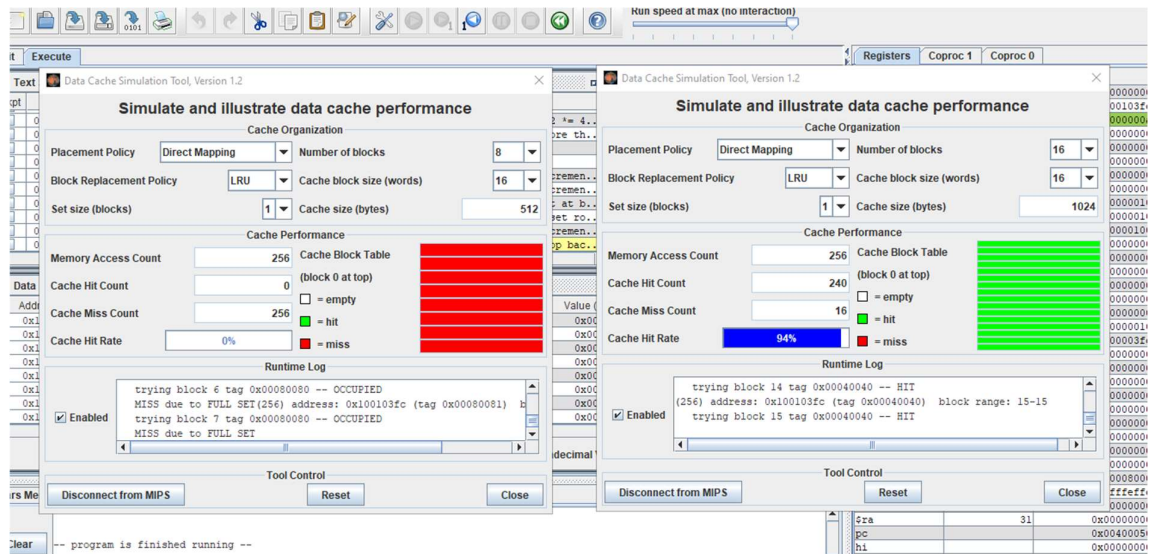 Run speed at max (no interaction)
Execute
Registers Coproc 1 Coproc 0
Text
Data Cache Simulation Tool, Version 1.2
Simulate and illustrate data cache performance
Cache Organization
Placement Policy Direct Mapping Number of blocks 8
Block Replacement Policy LRU Cache block size (words) 16
Set size (blocks) 1 Cache size (bytes) 512
Cache Performance
Memory Access Count 256 Cache Block Table
(block 0 at top)
Cache Hit Count 0
= empty
Cache Miss Count 256
= hit
Cache Hit Rate 0%
= miss
Runtime Log
Enabled
trying block 6 tag 0x00080080 -- OCCUPIED
MISS due to FULL SET(256) address: 0x100103fc (tag 0x00080081) b
trying block 7 tag 0x00080080 -- OCCUPIED
MISS due to FULL SET
Tool Control
Disconnect from MIPS Reset Close
Data Cache Simulation Tool, Version 1.2
Simulate and illustrate data cache performance
Cache Organization
Placement Policy Direct Mapping Number of blocks 16
Block Replacement Policy LRU Cache block size (words) 16
Set size (blocks) 1 Cache size (bytes) 1024
Cache Performance
Memory Access Count 256 Cache Block Table
(block 0 at top)
Cache Hit Count 240
= empty
Cache Miss Count 16
= hit
Cache Hit Rate 94%
= miss
Runtime Log
Enabled
trying block 14 tag 0x00040040 -- HIT
(256) address: 0x100103fc (tag 0x00040040) block range: 15-15
trying block 15 tag 0x00040040 -- HIT
Tool Control
Disconnect from MIPS Reset Close
Data
Value (
$ra 31
pc
hi
Clear
-- program is finished running --